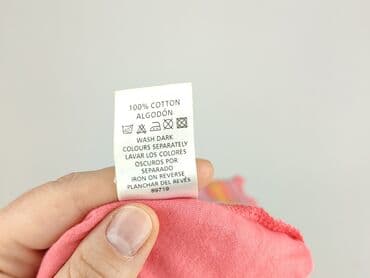 100% COTTON
ALGODÓN
WASH DARK
COLOURS SEPARATELY
LAVAR LOS COLORES
OSCUROS POR
SEPARADO
IRON ON REVERSE
PLANCHAR DEL REVÉS
89719